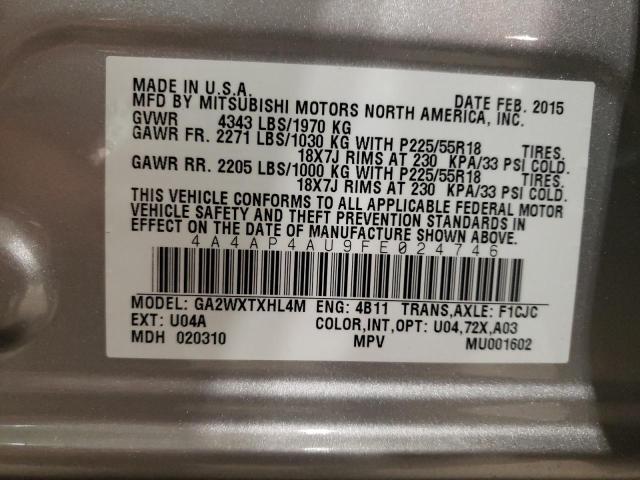 MADE IN U.S.A. DATE FEB. 2015
MFD BY MITSUBISHI MOTORS NORTH AMERICA, INC.
GVWR 4343 LBS/1970 KG
GAWR FR. 2271 LBS/1030 KG WITH P225/55R18 TIRES.
18X7J RIMS AT 230 KPA/33 PSI COLD.
GAWR RR. 2205 LBS/1000 KG WITH P225/55R18 TIRES.
18X7J RIMS AT 230 KPA/33 PSI COLD.
THIS VEHICLE CONFORMS TO ALL APPLICABLE FEDERAL MOTOR
VEHICLE SAFETY AND THEFT PREVENTION STANDARDS IN
EFFECT ON THE DATE OF MANUFACTURE SHOWN ABOVE.
4A4AP4AU9FE024746
MODEL: GA2WXTXHL4M ENG: 4B11 TRANS,AXLE: F1CJC
EXT: U04A COLOR,INT,OPT: U04,72X,A03
MDH 020310 MPV MU001602